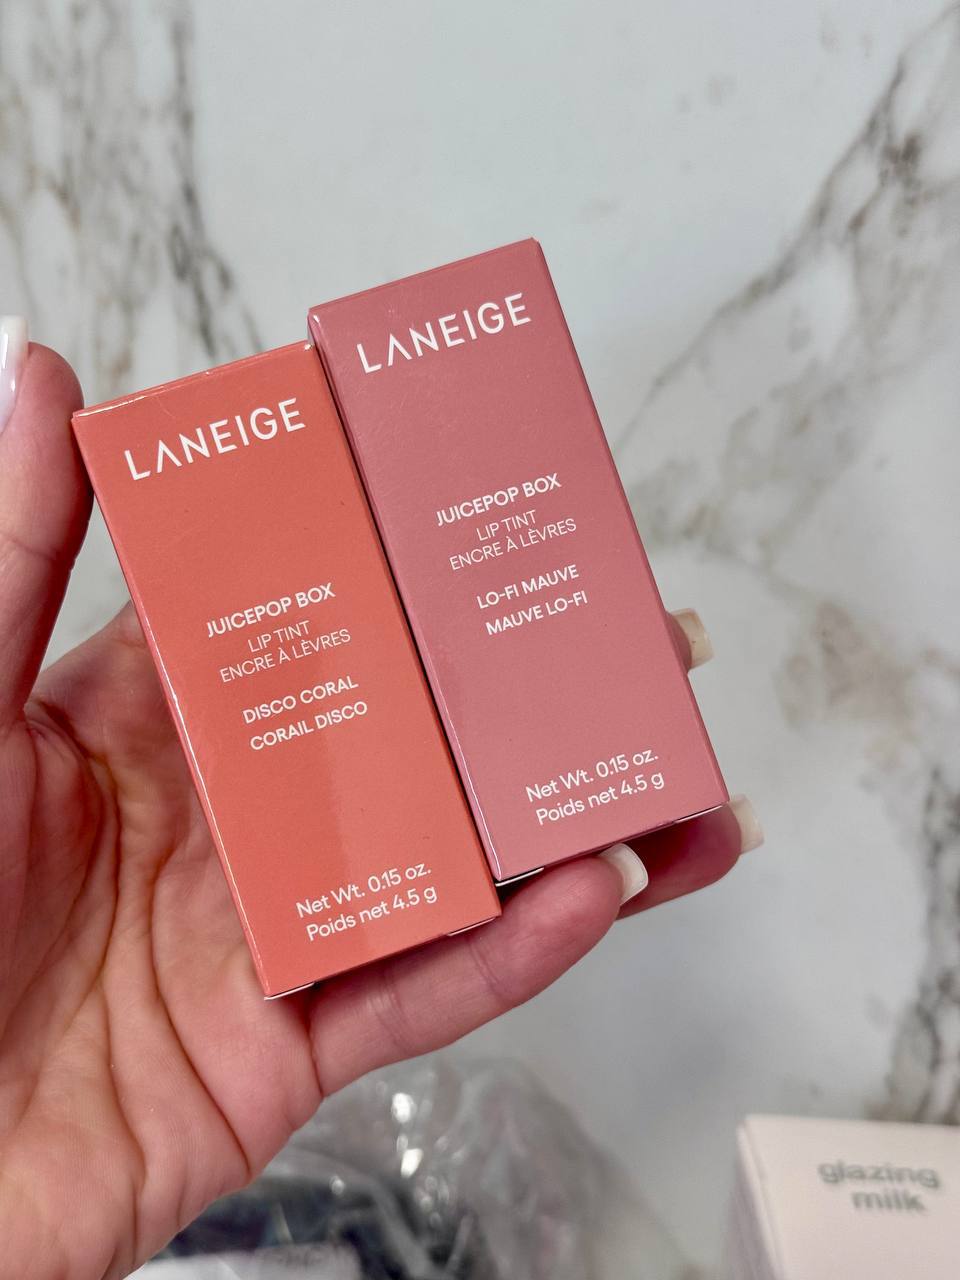 LANEIGE
JUICEPOP BOX
LIP TINT
ENCRE À LÈVRES
DISCO CORAL
CORAIL DISCO
Net Wt. 0.15 oz.
Poids net 4.5 g
LANEIGE
JUICEPOP BOX
LIP TINT
ENCRE À LÈVRES
LO-FI MAUVE
MAUVE LO-FI
Net Wt. 0.15 oz.
Poids net 4.5 g
glazing
milk